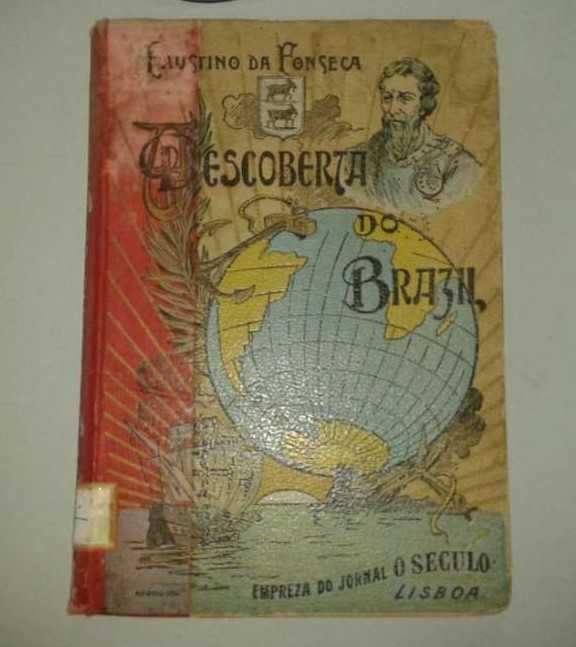 FAUSTINO DA FONSECA
A DESCOBERTA
DO
BRAZIL
EMPREZA DO JORNAL O SECULO
LISBOA